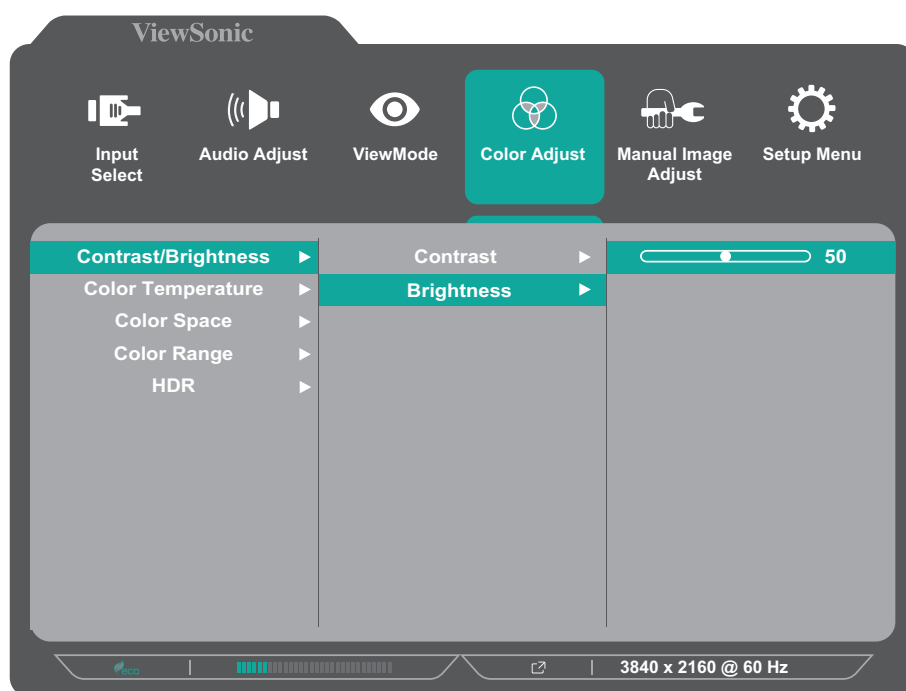 ViewSonic
Input Select
Audio Adjust
ViewMode
Color Adjust
Manual Image Adjust
Setup Menu
Contrast/Brightness
Contrast
50
Color Temperature
Brightness
Color Space
Color Range
HDR
eco
3840 x 2160 @ 60 Hz